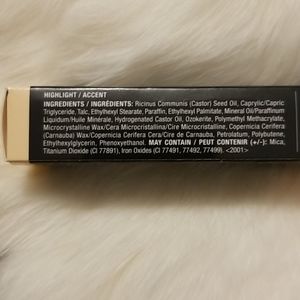 HIGHLIGHT / ACCENT
INGREDIENTS / INGRÉDIENTS: Ricinus Communis (Castor) Seed Oil, Caprylic/Capric
Triglyceride, Talc, Ethylhexyl Stearate, Paraffin, Ethylhexyl Palmitate, Mineral Oil/Paraffinum
Liquidum/Huile Minérale, Hydrogenated Castor Oil, Ozokerite, Polymethyl Methacrylate,
Microcrystalline Wax/Cera Microcristallina/Cire Microcristalline, Copernicia Cerifera
(Carnauba) Wax/Copernicia Cerifera Cera/Cire de Carnauba, Petrolatum, Polybutene,
Ethylhexylglycerin, Phenoxyethanol. MAY CONTAIN / PEUT CONTENIR (+/-): Mica,
Titanium Dioxide (CI 77891), Iron Oxides (CI 77491, 77492, 77499). <2001>